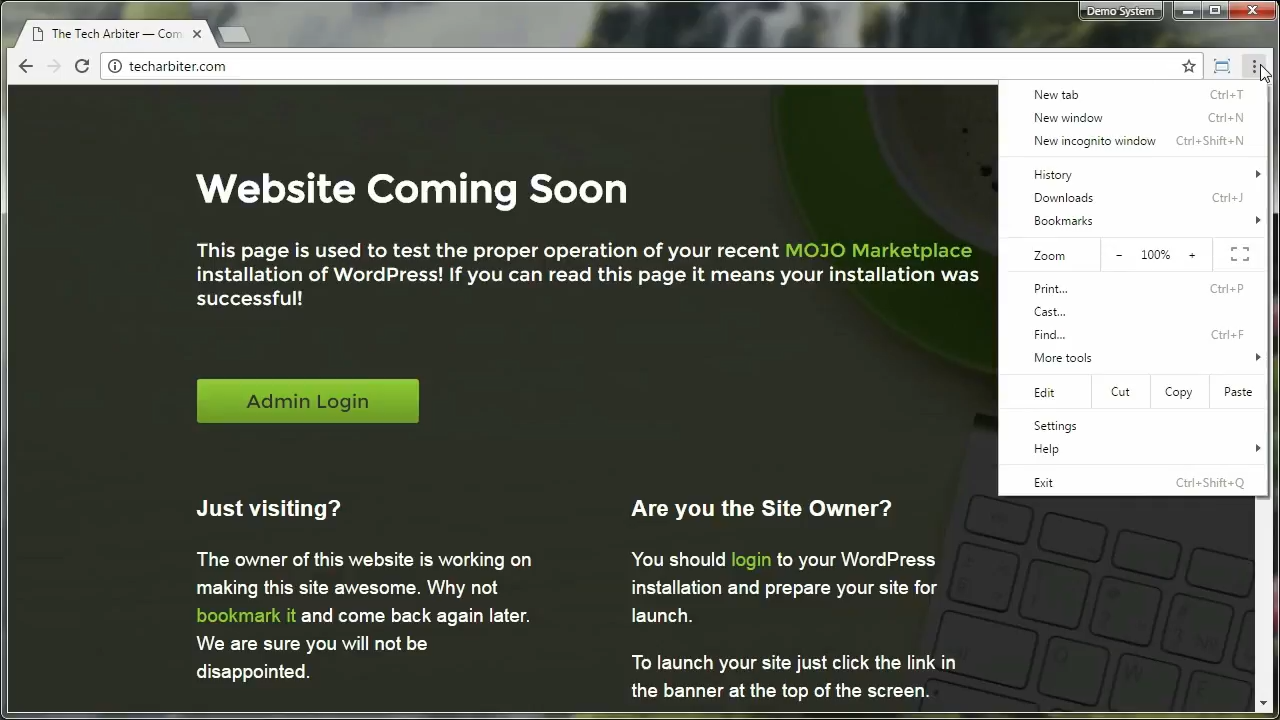 Demo System
The Tech Arbiter — Com
techarbiter.com
New tab Ctrl+T
New window Ctrl+N
New incognito window Ctrl+Shift+N
History
Downloads Ctrl+J
Bookmarks
Zoom − 100% +
Print... Ctrl+P
Cast...
Find... Ctrl+F
More tools
Edit Cut Copy Paste
Settings
Help
Exit Ctrl+Shift+Q
Website Coming Soon
This page is used to test the proper operation of your recent MOJO Marketplace
installation of WordPress! If you can read this page it means your installation was
successful!
Admin Login
Just visiting?
The owner of this website is working on
making this site awesome. Why not
bookmark it and come back again later.
We are sure you will not be
disappointed.
Are you the Site Owner?
You should login to your WordPress
installation and prepare your site for
launch.
To launch your site just click the link in
the banner at the top of the screen.